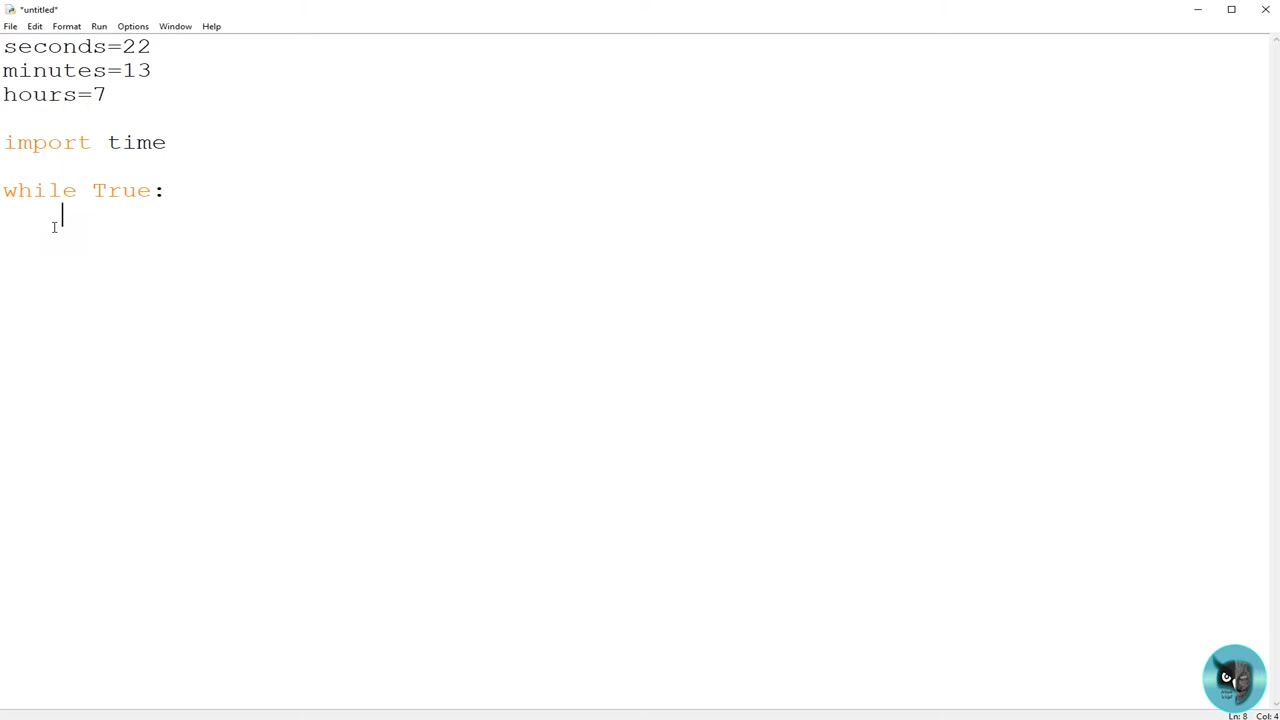 *untitled*
File Edit Format Run Options Window Help
seconds=22
minutes=13
hours=7
import time
while True:
Ln: 8 Col: 4